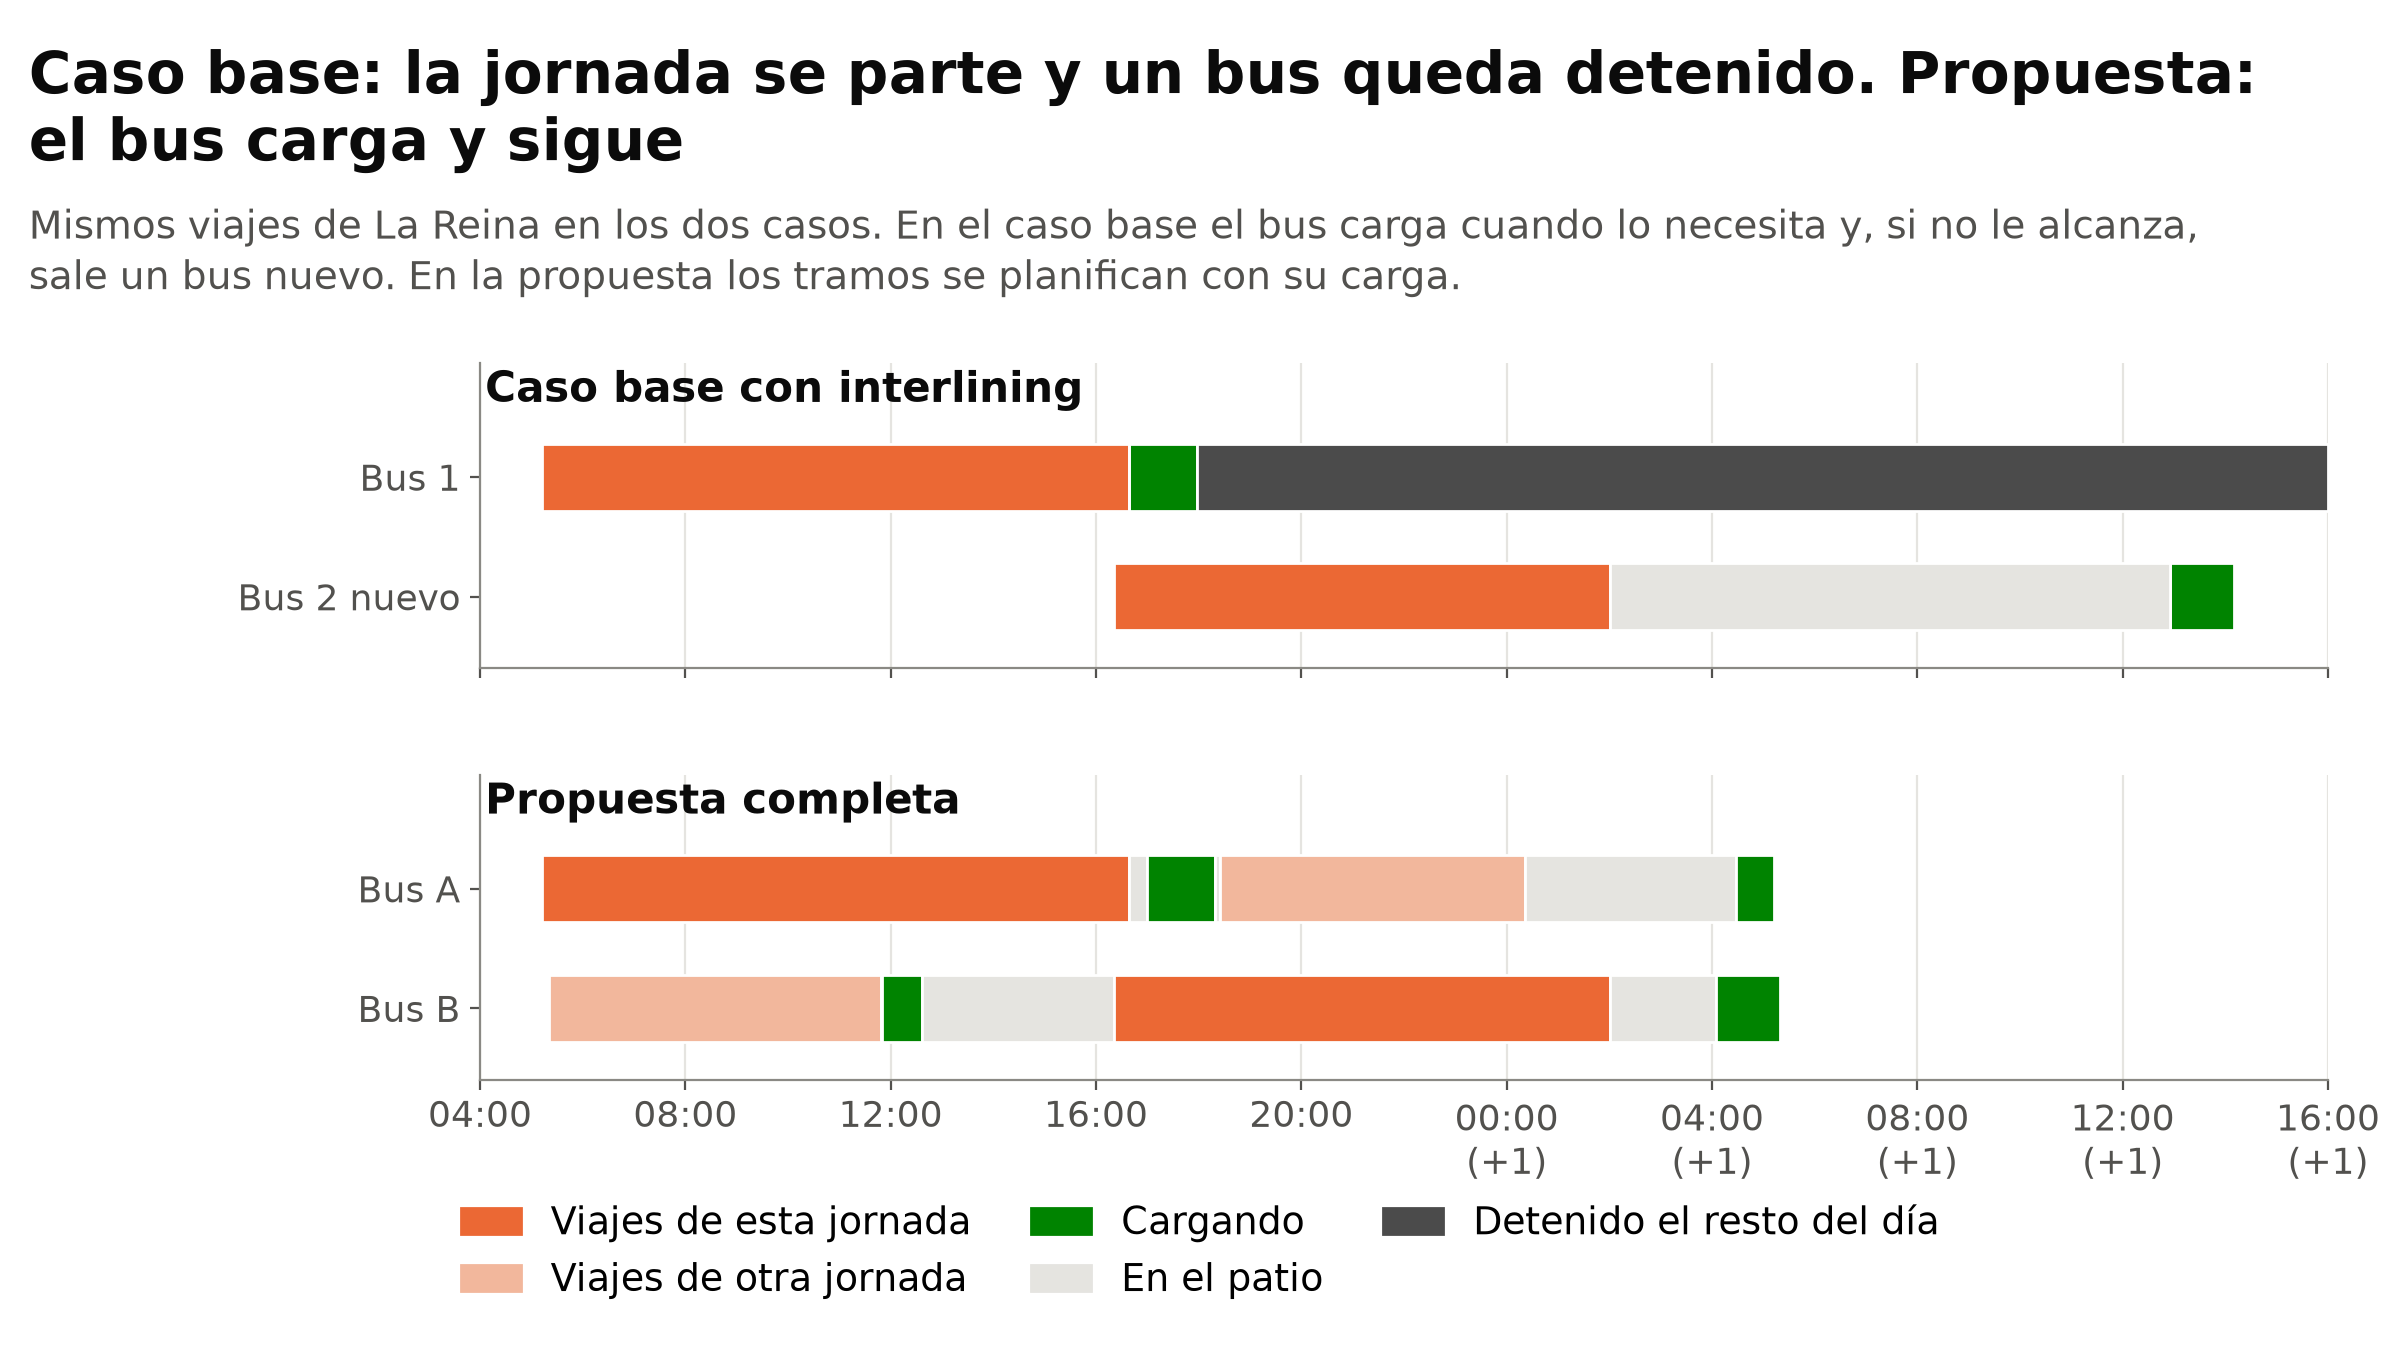 Caso base: la jornada se parte y un bus queda detenido. Propuesta:
el bus carga y sigue
Mismos viajes de La Reina en los dos casos. En el caso base el bus carga cuando lo necesita y, si no le alcanza,
sale un bus nuevo. En la propuesta los tramos se planifican con su carga.
Caso base con interlining
Bus 1
Bus 2 nuevo
Propuesta completa
Bus A
Bus B
04:00 08:00 12:00 16:00 20:00 00:00 04:00 08:00 12:00 16:00
(+1) (+1) (+1) (+1) (+1)
Viajes de esta jornada Cargando Detenido el resto del día
Viajes de otra jornada En el patio